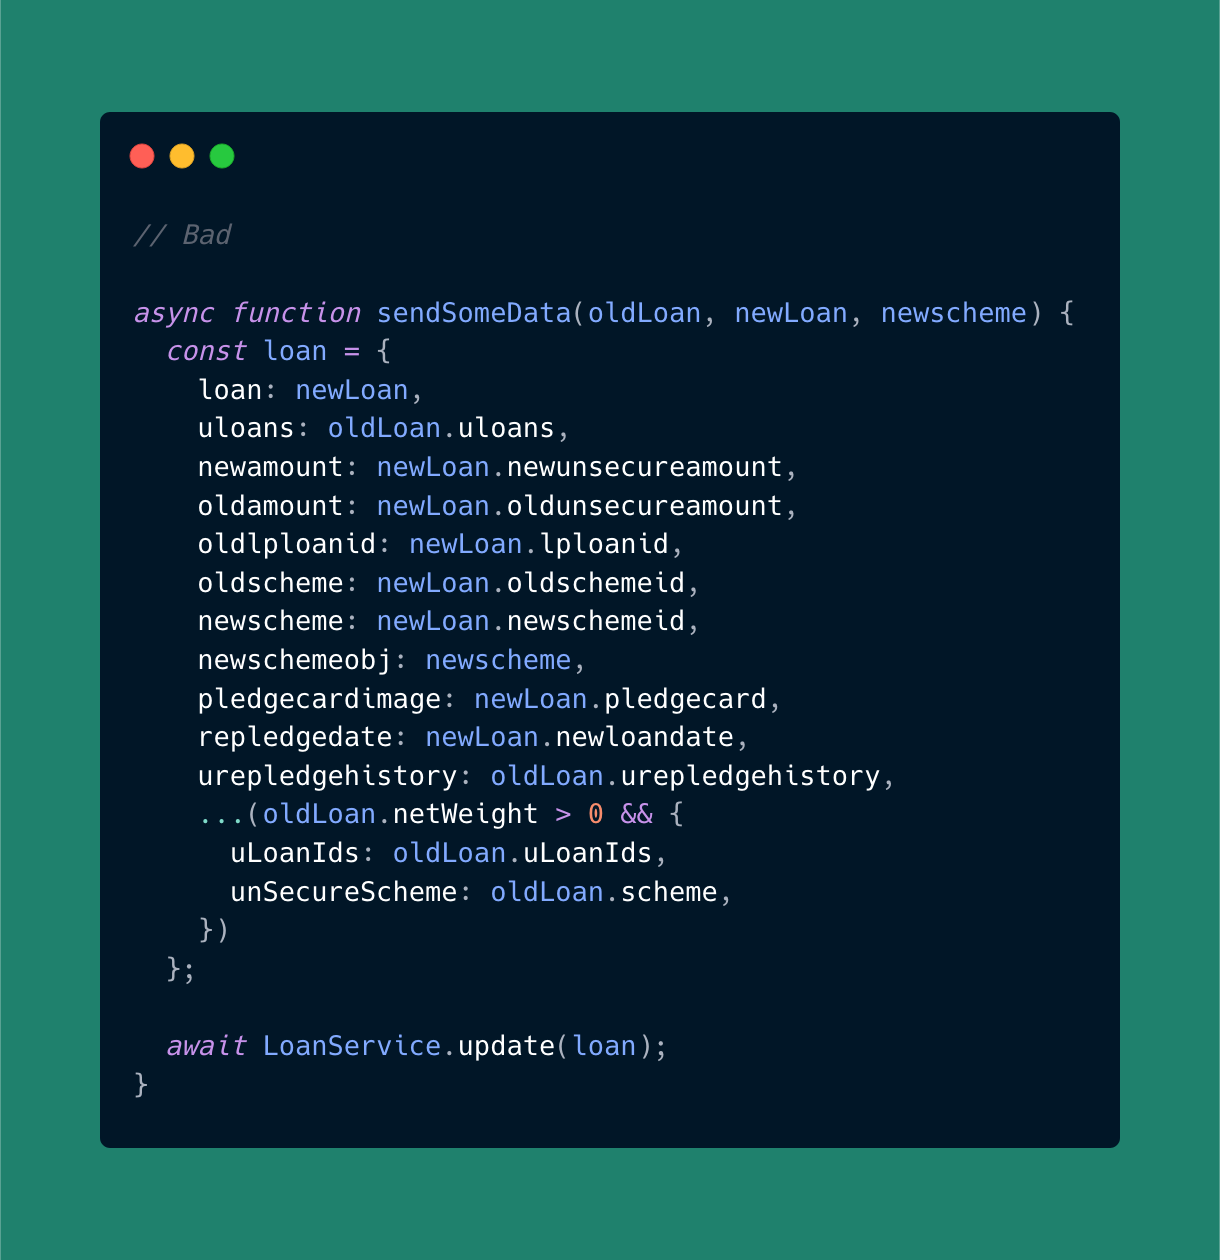 // Bad
async function sendSomeData(oldLoan, newLoan, newscheme) {
  const loan = {
    loan: newLoan,
    uloans: oldLoan.uloans,
    newamount: newLoan.newunsecureamount,
    oldamount: newLoan.oldunsecureamount,
    oldlploanid: newLoan.lploanid,
    oldscheme: newLoan.oldschemeid,
    newscheme: newLoan.newschemeid,
    newschemeobj: newscheme,
    pledgecardimage: newLoan.pledgecard,
    repledgedate: newLoan.newloandate,
    urepledgehistory: oldLoan.urepledgehistory,
    ...(oldLoan.netWeight > 0 && {
      uLoanIds: oldLoan.uLoanIds,
      unSecureScheme: oldLoan.scheme,
    })
  };
  await LoanService.update(loan);
}